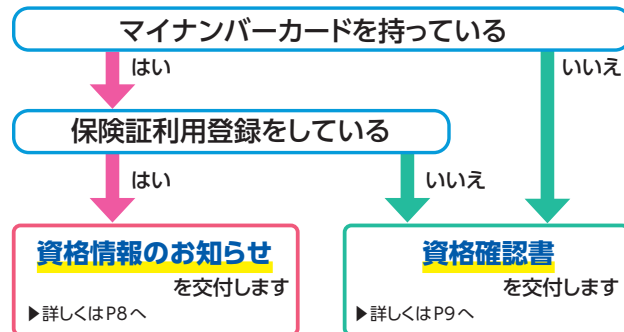 マイナンバーカードを持っている
はい
いいえ
保険証利用登録をしている
はい
いいえ
資格情報のお知らせ
を交付します
▶詳しくはP8へ
資格確認書
を交付します
▶詳しくはP9へ